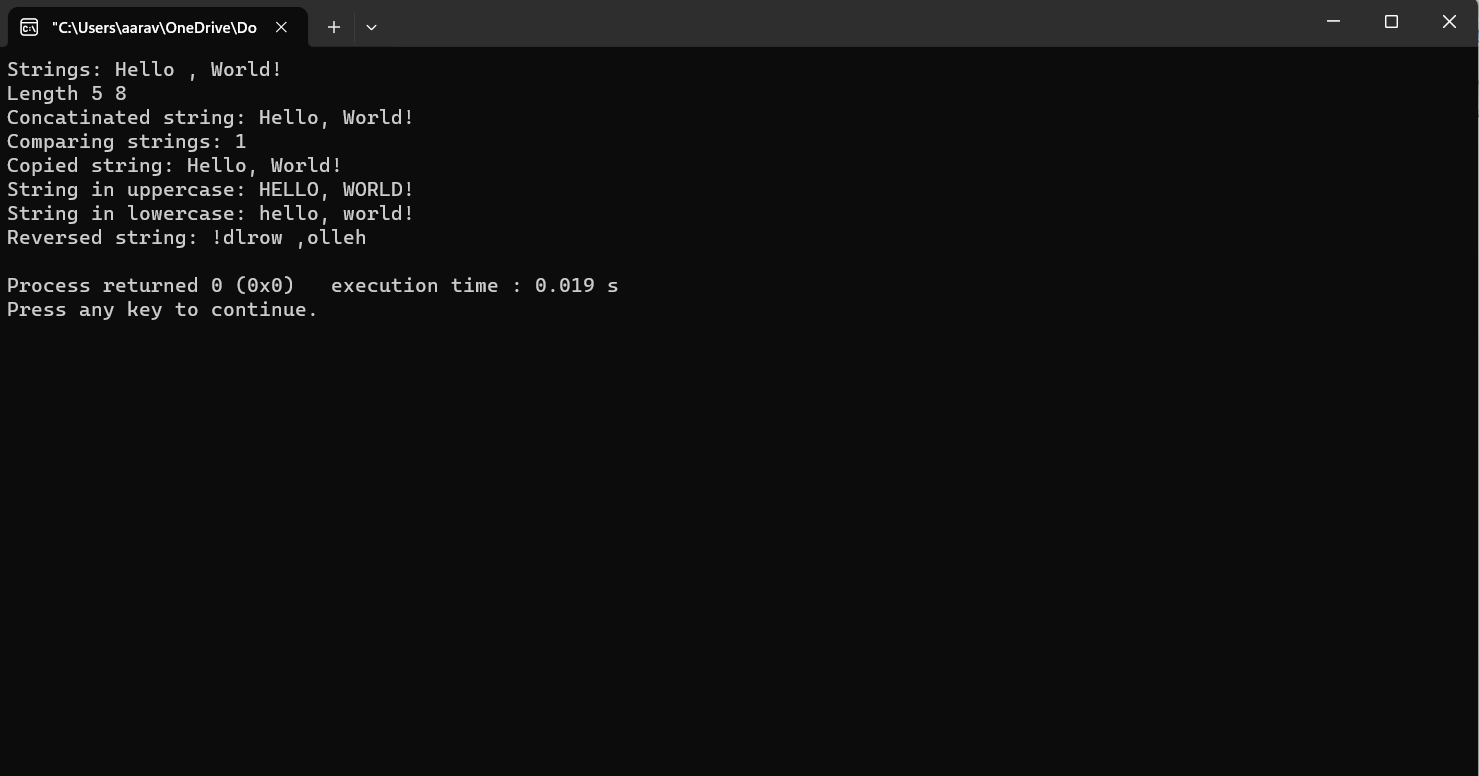 "C:\Users\aarav\OneDrive\Do
Strings: Hello , World!
Length 5 8
Concatinated string: Hello, World!
Comparing strings: 1
Copied string: Hello, World!
String in uppercase: HELLO, WORLD!
String in lowercase: hello, world!
Reversed string: !dlrow ,olleh
Process returned 0 (0x0)   execution time : 0.019 s
Press any key to continue.